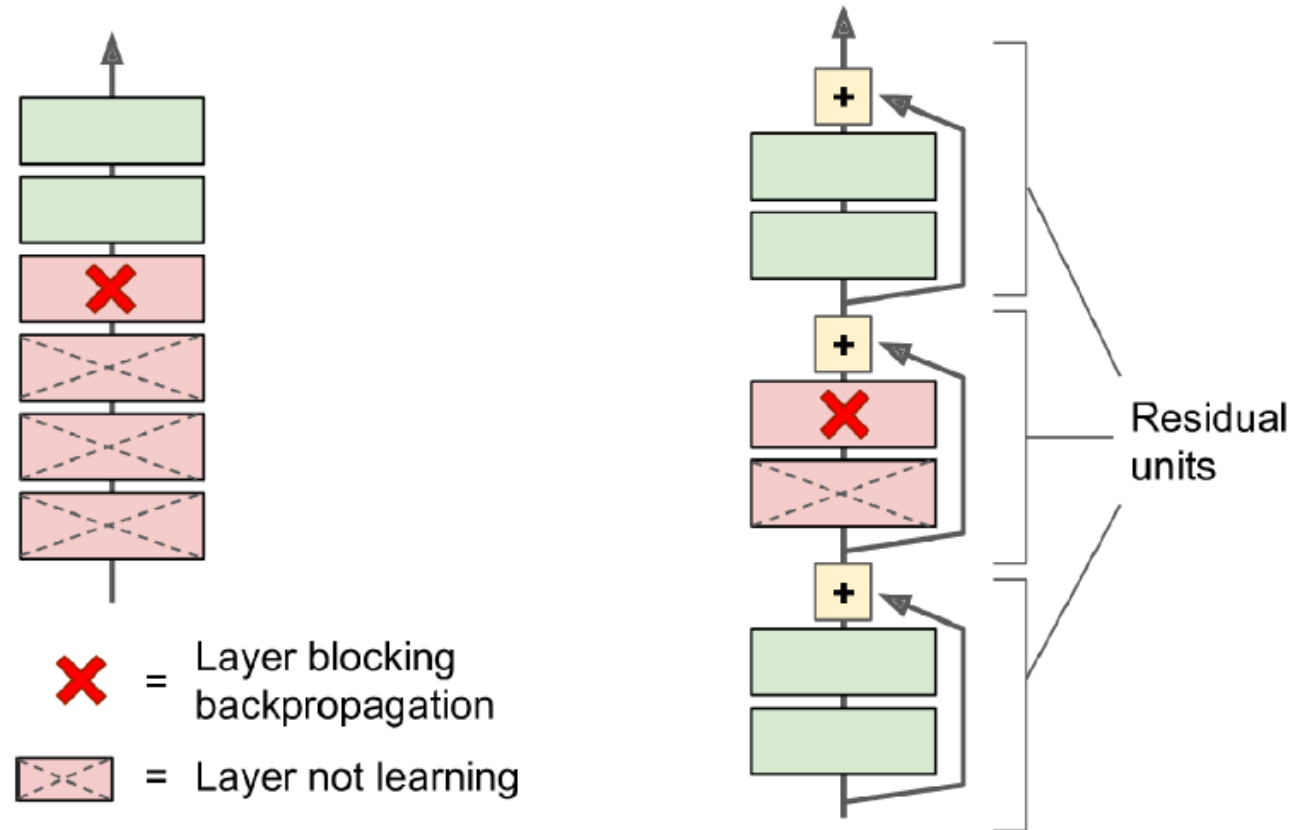 +
+
Residual
units
+
= Layer blocking
backpropagation
= Layer not learning